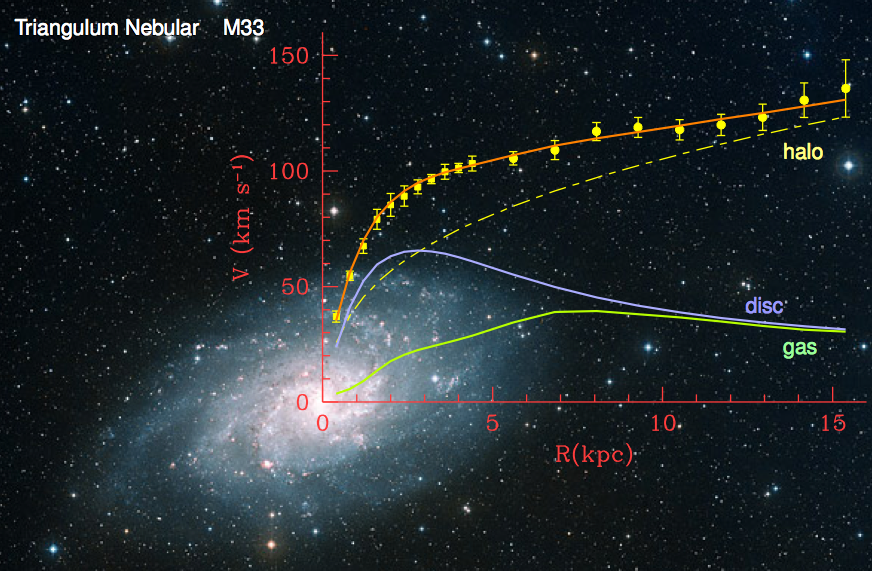 Triangulum Nebular M33
150
100
50
0
V (km s⁻¹)
halo
disc
gas
0 5 10 15
R(kpc)